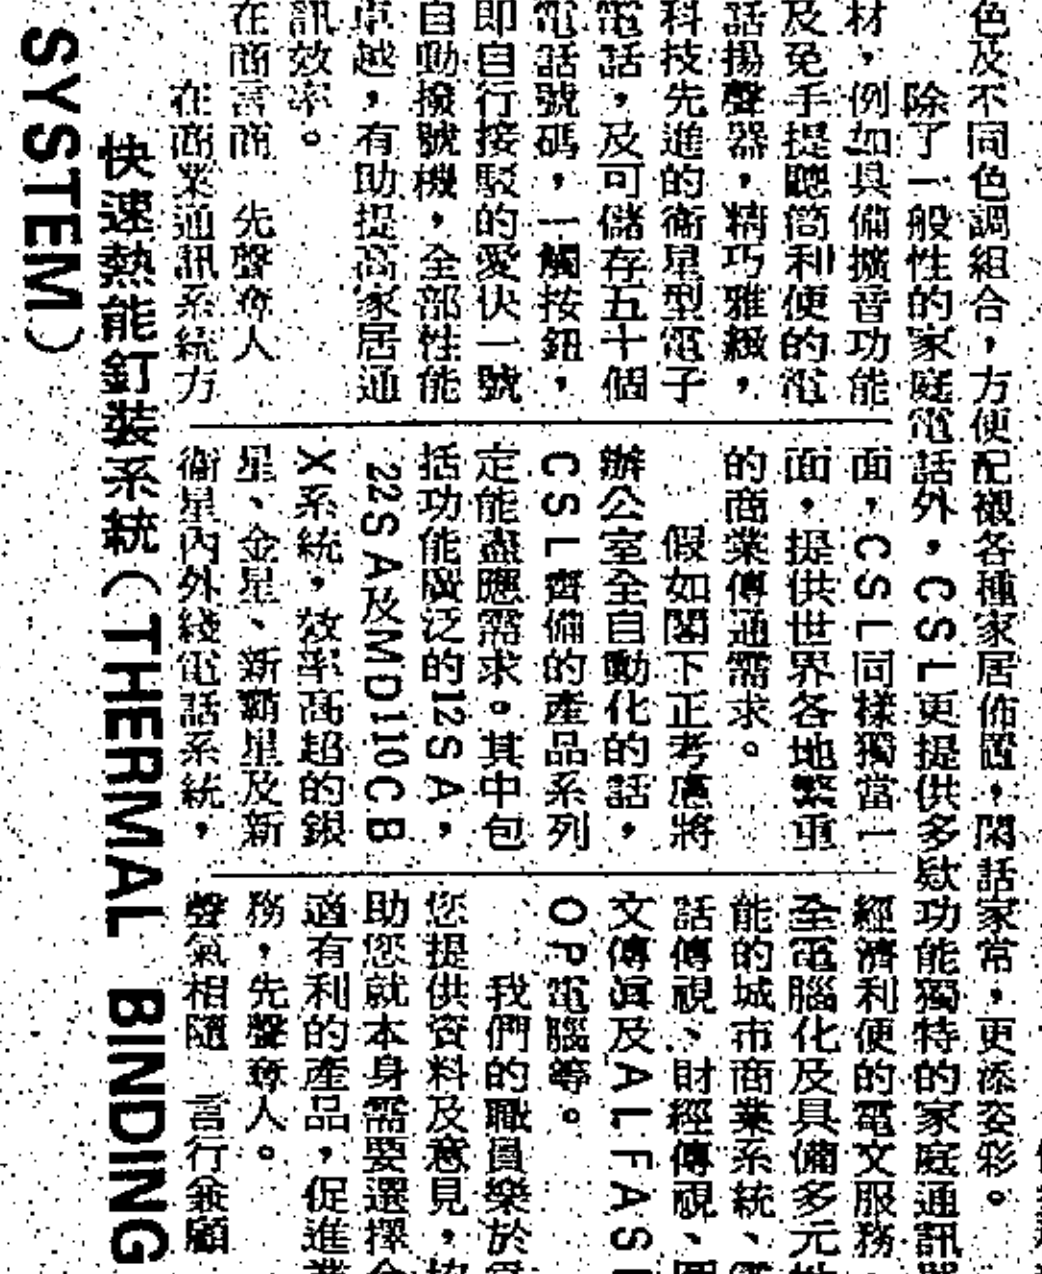 色及不同色調組合，方便配襯各種家居佈置，閑話家常，更添姿彩。
除了一般性的家庭電話外，CSL更提供多款功能獨特的家庭通訊
材，例如具備擴音功能
及免手提聽筒利便的電
話揚聲器，精巧雅緻，
科技先進的衛星型電子
電話，及可儲存五十個
電話號碼，一觸按鈕，
即自行接駁的愛快一號
自動撥號機，全部性能
卓越，有助提高家居通
訊效率。
在商言商 先聲奪人
在商業通訊系統方
面，CSL同樣獨當一
面，提供世界各地繁重
的商業傳通需求。
假如閣下正考慮將
辦公室全自動化的話，
CSL齊備的產品系列
定能盡應需求。其中包
括功能廣泛的12SA，
22SA及MD110CB
X系統，效率高超的銀
星、金星、新霸星及新
衛星內外綫電話系統，
經濟利便的電文服務，
全電腦化及具備多元
能的城市商業系統、
話傳視、財經傳視、圖
文傳真及ALFAS
OP電腦等。
我們的職員樂於
您提供資料及意見，協
助您就本身需要選擇合
適有利的產品，促進業
務，先聲奪人。
聲氣相隨 言行兼顧
快速熱能釘裝系統（THERMAL BINDING
SYSTEM）